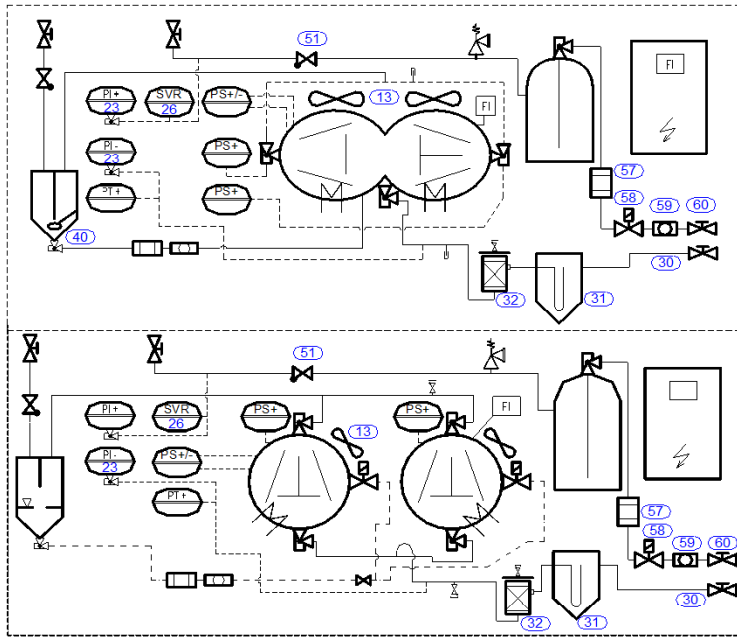 51
PI+
23
SVR
26
PS+/-
13
FI
FI
PI-
23
PS+
PT+
PS+
57
58
59
60
40
30
32
31
51
PI+
SVR
26
PS+
PS+
FI
13
PI-
23
PS+/-
PT+
57
58
59
60
30
32
31